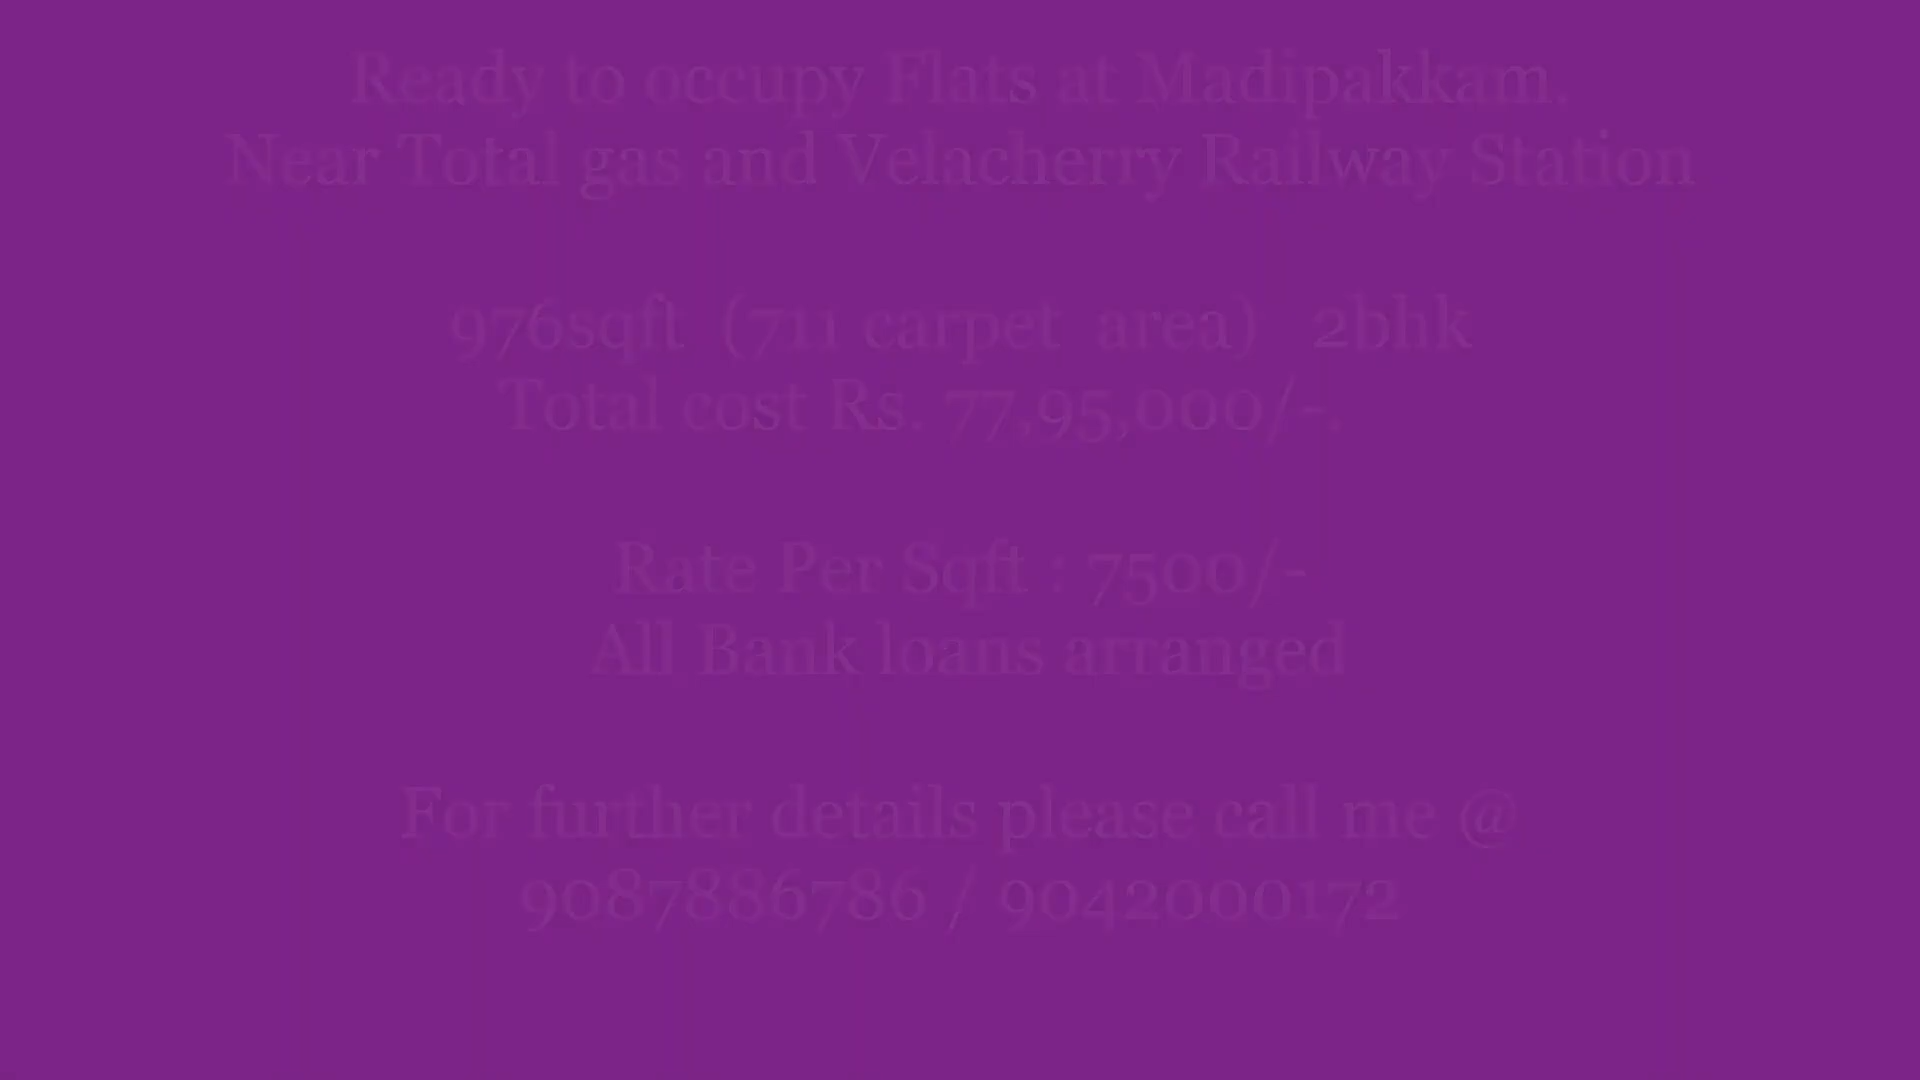 Ready to occupy Flats at Madipakkam.
Near Total gas and Velacherry Railway Station
976sqft (711 carpet area) 2bhk
Total cost Rs. 77,95,000/-.
Rate Per Sqft : 7500/-
All Bank loans arranged
For further details please call me @
9087886786 / 9042000172